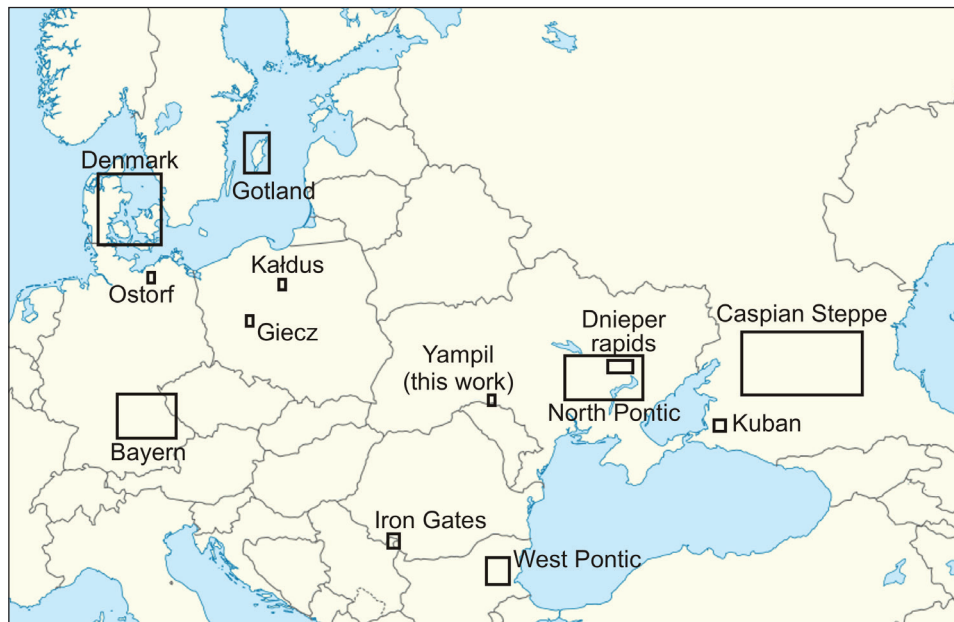 Denmark
Gotland
Kałdus
Ostorf
Giecz
Dnieper
rapids
Caspian Steppe
Yampil
(this work)
North Pontic
Kuban
Bayern
Iron Gates
West Pontic